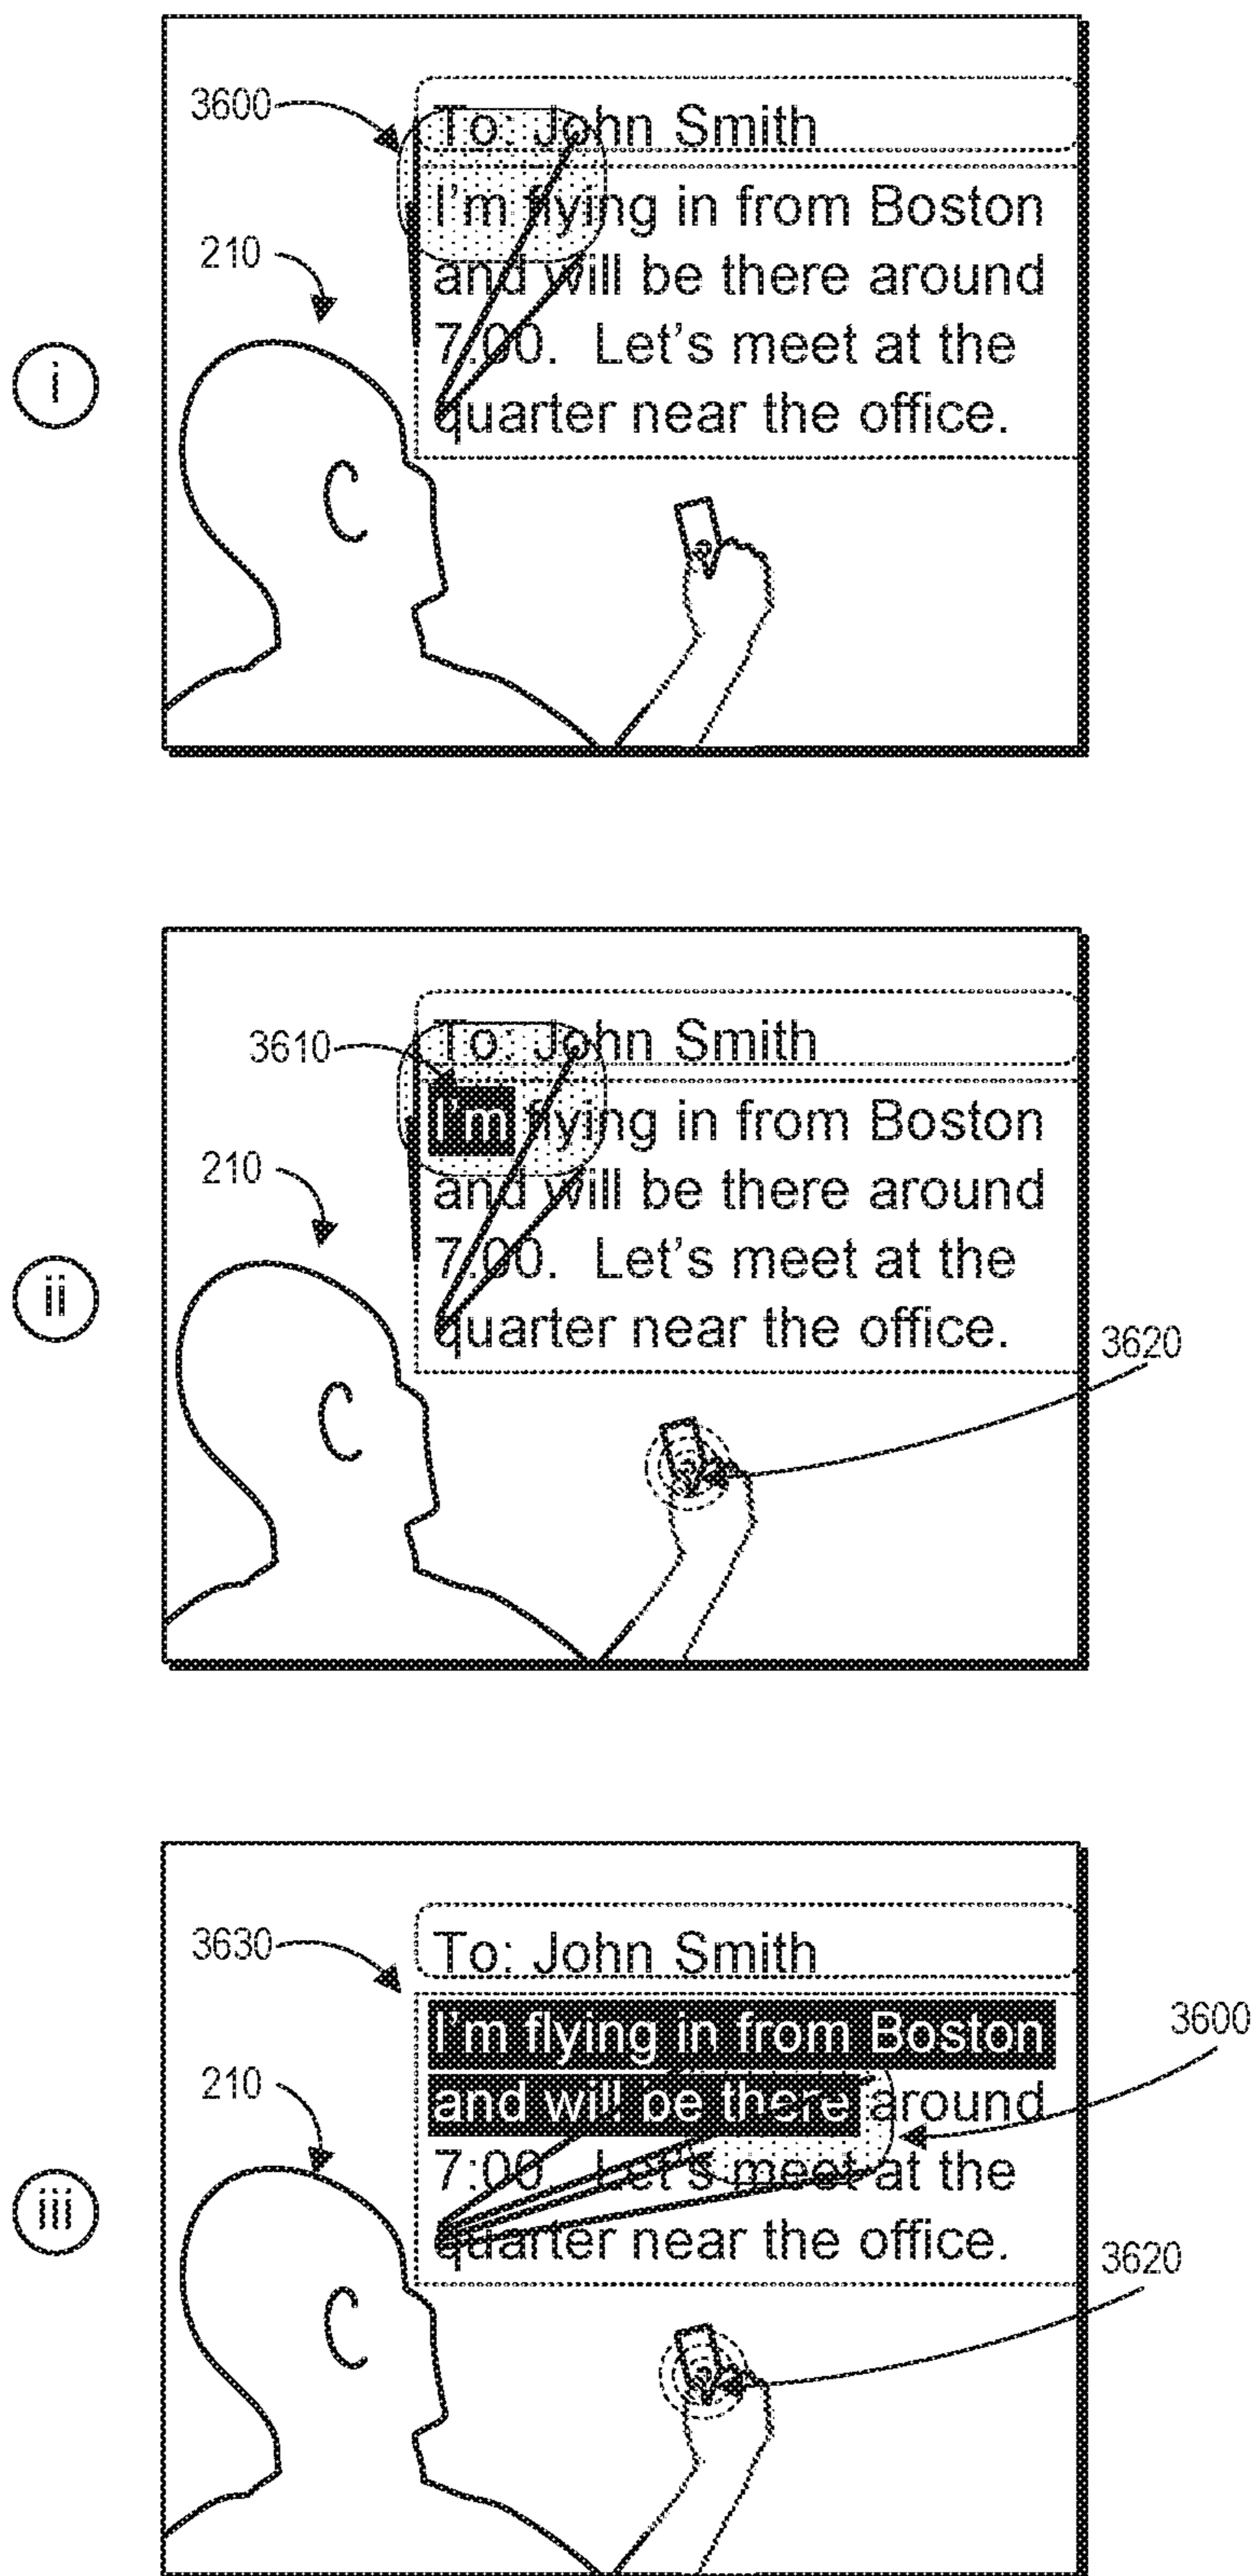 3600
To: John Smith
I'm flying in from Boston
210
and will be there around
7:00. Let's meet at the
i
quarter near the office.
3610
To: John Smith
I'm flying in from Boston
210
and will be there around
7:00. Let's meet at the
ii
quarter near the office.
3620
3630
To: John Smith
3600
I'm flying in from Boston
210
and will be there around
7:00. Let's meet at the
iii
quarter near the office.
3620